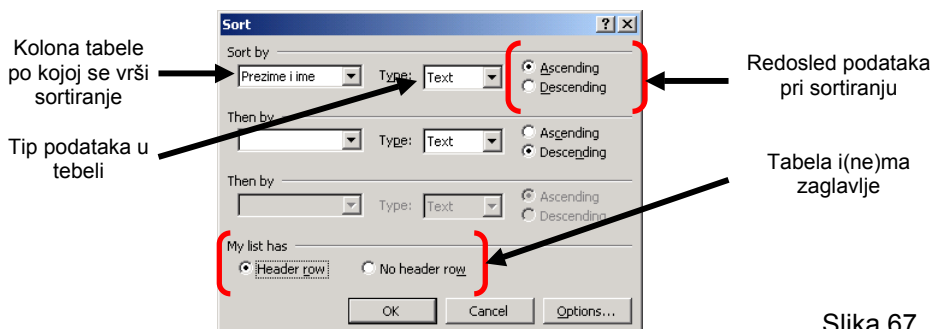 Sort
Kolona tabele
po kojoj se vrši
sortiranje
Tip podataka u
tebeli
Sort by
Prezime i ime
Type:
Text
Ascending
Descending
Then by
Type:
Text
Ascending
Descending
Then by
Type:
Text
Ascending
Descending
My list has
Header row
No header row
OK
Cancel
Options...
Redosled podataka
pri sortiranju
Tabela i(ne)ma
zaglavlje
Slika 67